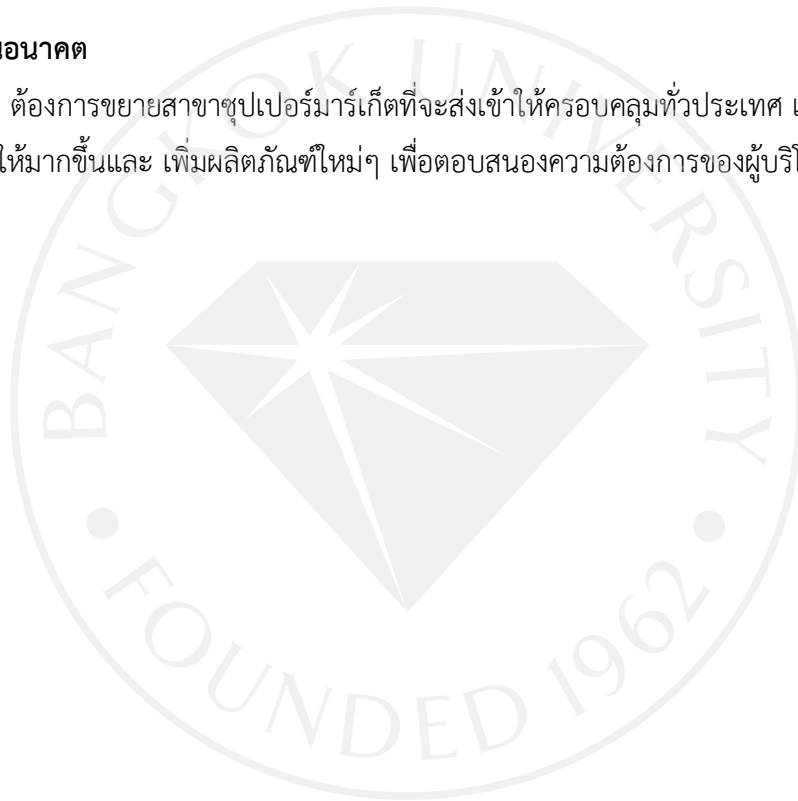 นอนาคต
ต้องการขยายสาขาซุปเปอร์มาร์เก็ตที่จะส่งเข้าให้ครอบคลุมทั่วประเทศ เ
ให้มากขึ้นและ เพิ่มผลิตภัณฑ์ใหม่ๆ เพื่อตอบสนองความต้องการของผู้บริโ
BANGKOK UNIVERSITY
FOUNDED 1962